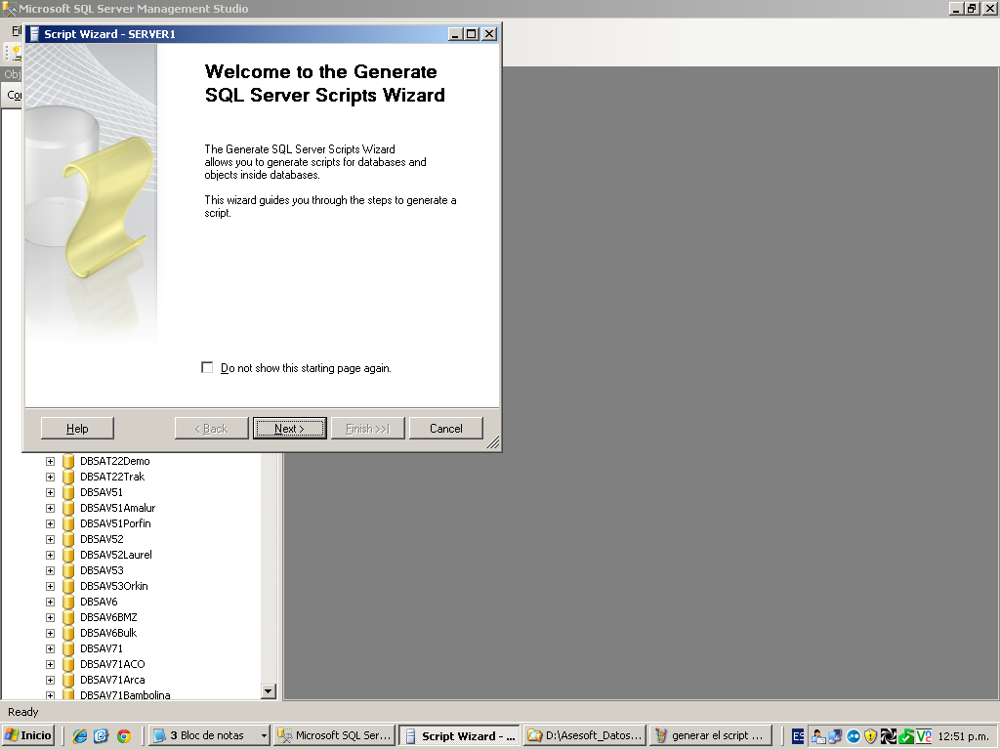 Microsoft SQL Server Management Studio
Script Wizard - SERVER1
Welcome to the Generate
SQL Server Scripts Wizard
The Generate SQL Server Scripts Wizard
allows you to generate scripts for databases and
objects inside databases.
This wizard guides you through the steps to generate a
script.
Do not show this starting page again.
Help
< Back
Next >
Finish >>|
Cancel
DBSAT22Demo
DBSAT22Trak
DBSAV51
DBSAV51Amalur
DBSAV51Porfin
DBSAV52
DBSAV52Laurel
DBSAV53
DBSAV53Orkin
DBSAV6
DBSAV6BMZ
DBSAV6Bulk
DBSAV71
DBSAV71ACO
DBSAV71Arca
DBSAV71Bambolina
Ready
Inicio
3 Bloc de notas
Microsoft SQL Ser...
Script Wizard - ...
D:\Asesoft_Datos...
generar el script ...
ES
12:51 p.m.